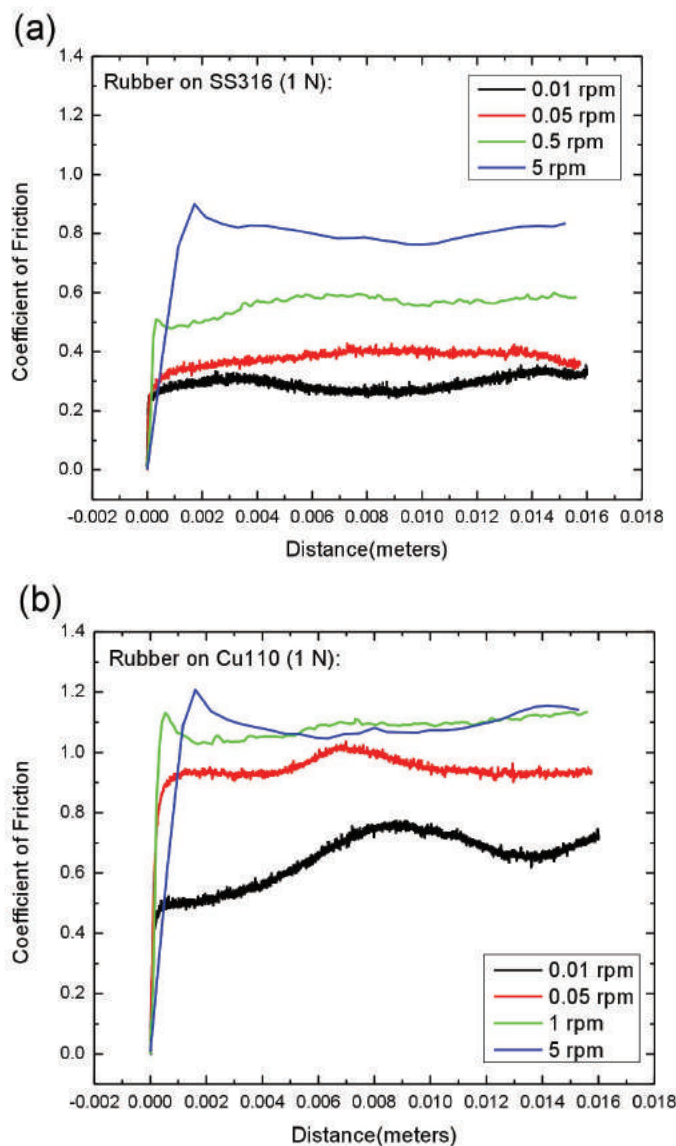 (a)
1.4
Rubber on SS316 (1 N):
0.01 rpm
0.05 rpm
0.5 rpm
5 rpm
1.2
1.0
0.8
0.6
0.4
0.2
0.0
Coefficient of Friction
-0.002 0.000 0.002 0.004 0.006 0.008 0.010 0.012 0.014 0.016 0.018
Distance(meters)
(b)
1.4
Rubber on Cu110 (1 N):
1.2
1.0
0.8
0.6
0.4
0.2
0.0
Coefficient of Friction
0.01 rpm
0.05 rpm
1 rpm
5 rpm
-0.002 0.000 0.002 0.004 0.006 0.008 0.010 0.012 0.014 0.016 0.018
Distance(meters)